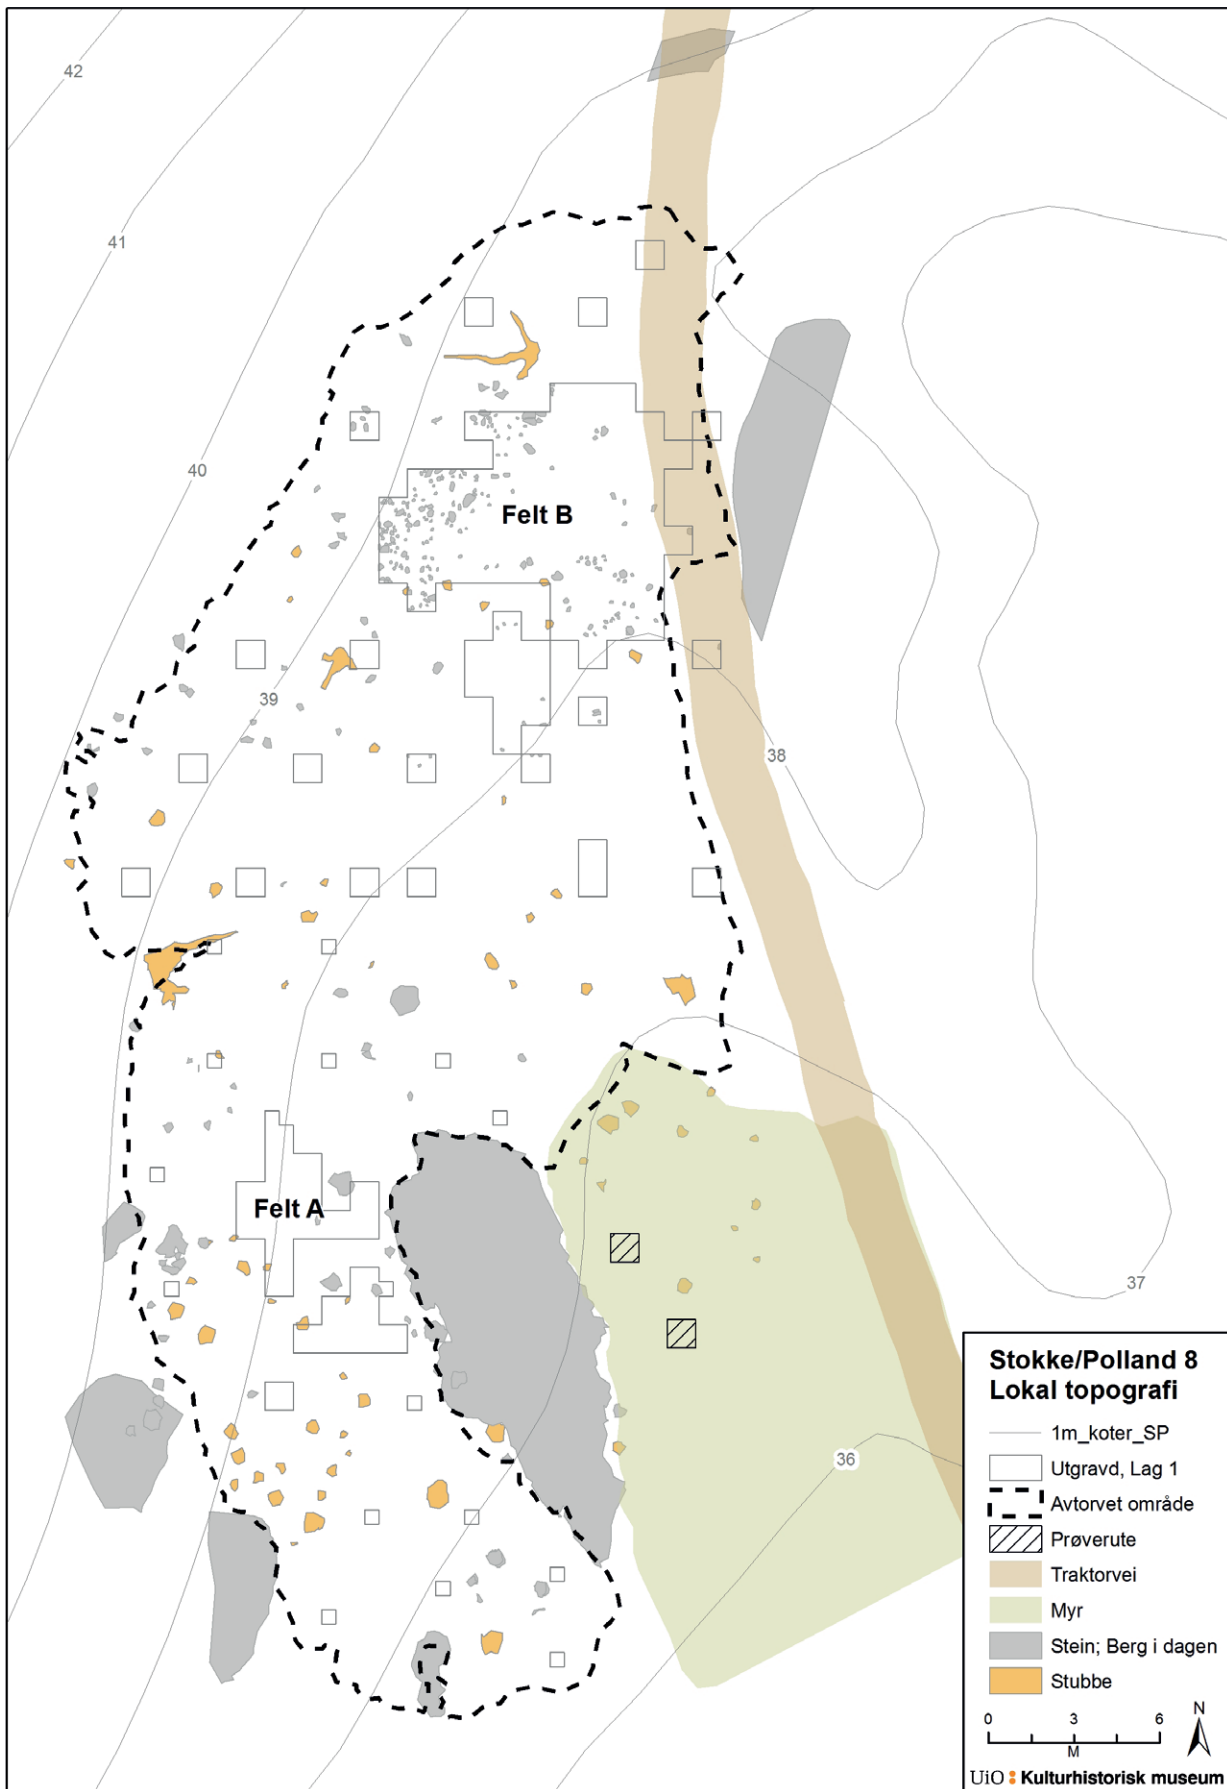 42
41
40
Felt B
39
38
Felt A
37
36
Stokke/Polland 8
Lokal topografi
1m_koter_SP
Utgravd, Lag 1
Avtorvet område
Prøverute
Traktorvei
Myr
Stein; Berg i dagen
Stubbe
0 3 6
M
N
UiO Kulturhistorisk museum